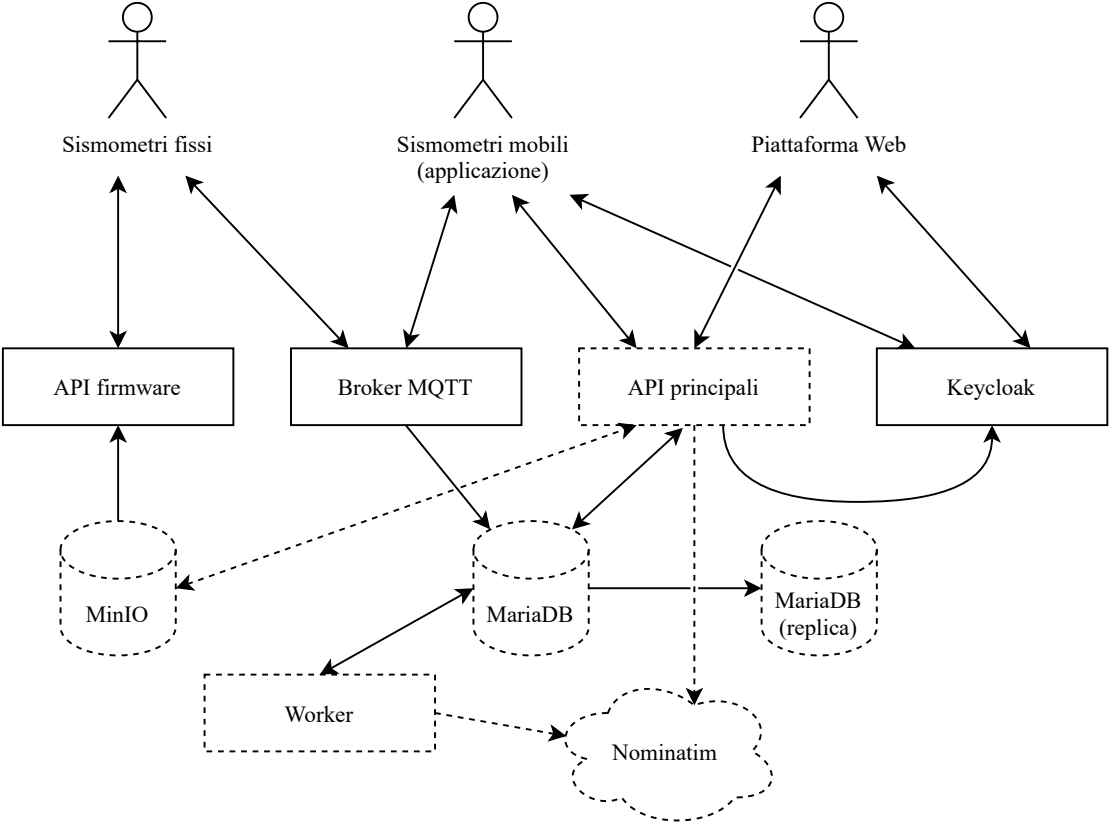 Sismometri fissi
Sismometri mobili
(applicazione)
Piattaforma Web
API firmware
Broker MQTT
API principali
Keycloak
MinIO
MariaDB
MariaDB
(replica)
Worker
Nominatim